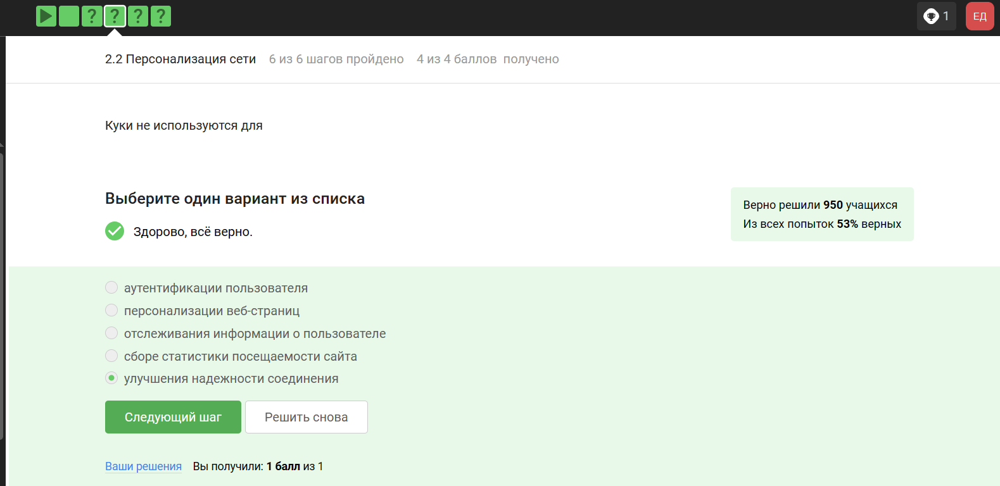 ? ? ? ?
1
ЕД
2.2 Персонализация сети 6 из 6 шагов пройдено 4 из 4 баллов получено
Куки не используются для
Выберите один вариант из списка
Здорово, всё верно.
Верно решили 950 учащихся
Из всех попыток 53% верных
аутентификации пользователя
персонализации веб-страниц
отслеживания информации о пользователе
сборе статистики посещаемости сайта
улучшения надежности соединения
Следующий шаг
Решить снова
Ваши решения Вы получили: 1 балл из 1